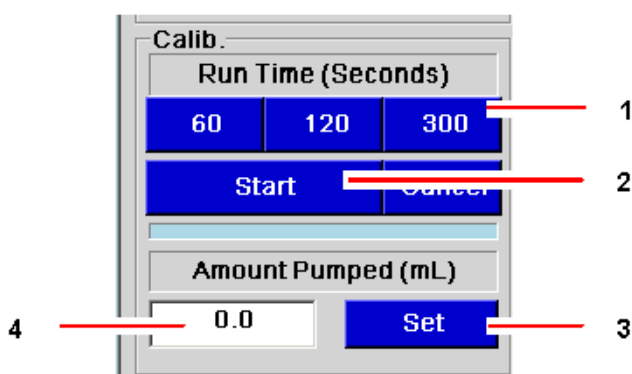 Calib.
Run Time (Seconds)
60 120 300 1
Start Cancel 2
Amount Pumped (mL)
4 0.0 Set 3